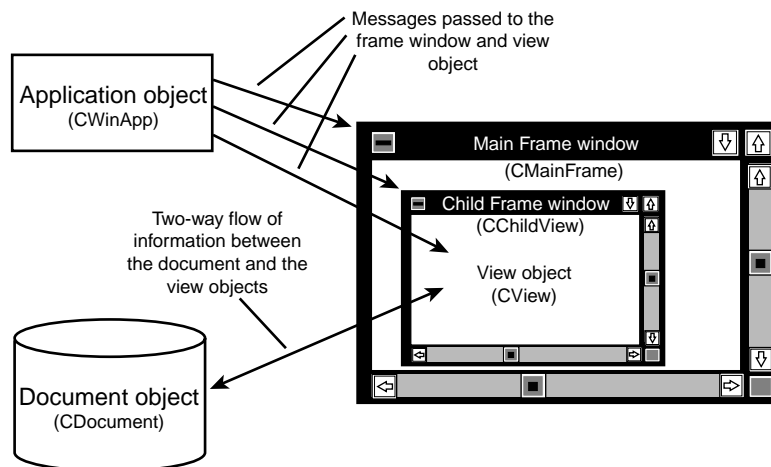 Messages passed to the
frame window and view
object
Application object
(CWinApp)
Main Frame window
(CMainFrame)
Child Frame window
(CChildView)
View object
(CView)
Two-way flow of
information between
the document and the
view objects
Document object
(CDocument)